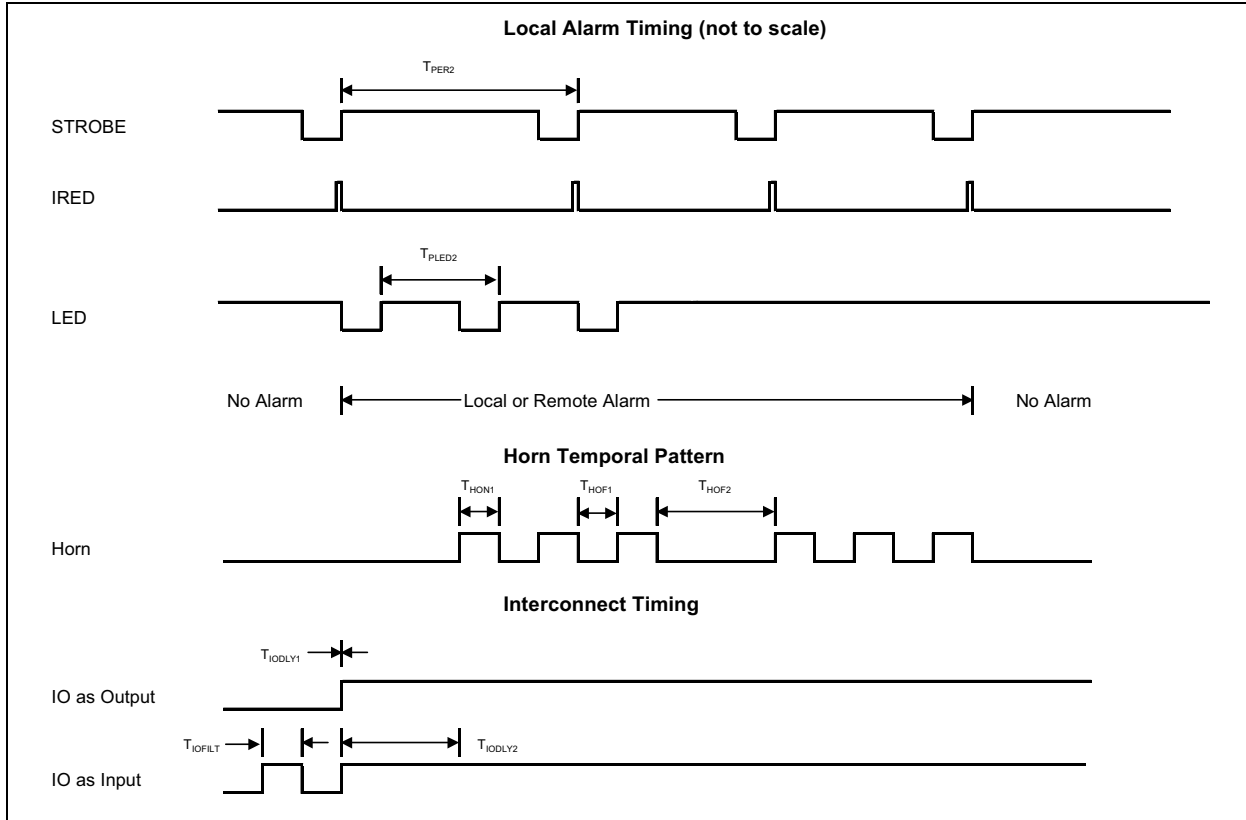 Local Alarm Timing (not to scale)
TPER2
STROBE
IRED
TPLED2
LED
No Alarm
Local or Remote Alarm
No Alarm
Horn Temporal Pattern
THON1
THOF1
THOF2
Horn
Interconnect Timing
TIODLY1
IO as Output
TIOFILT
TIODLY2
IO as Input